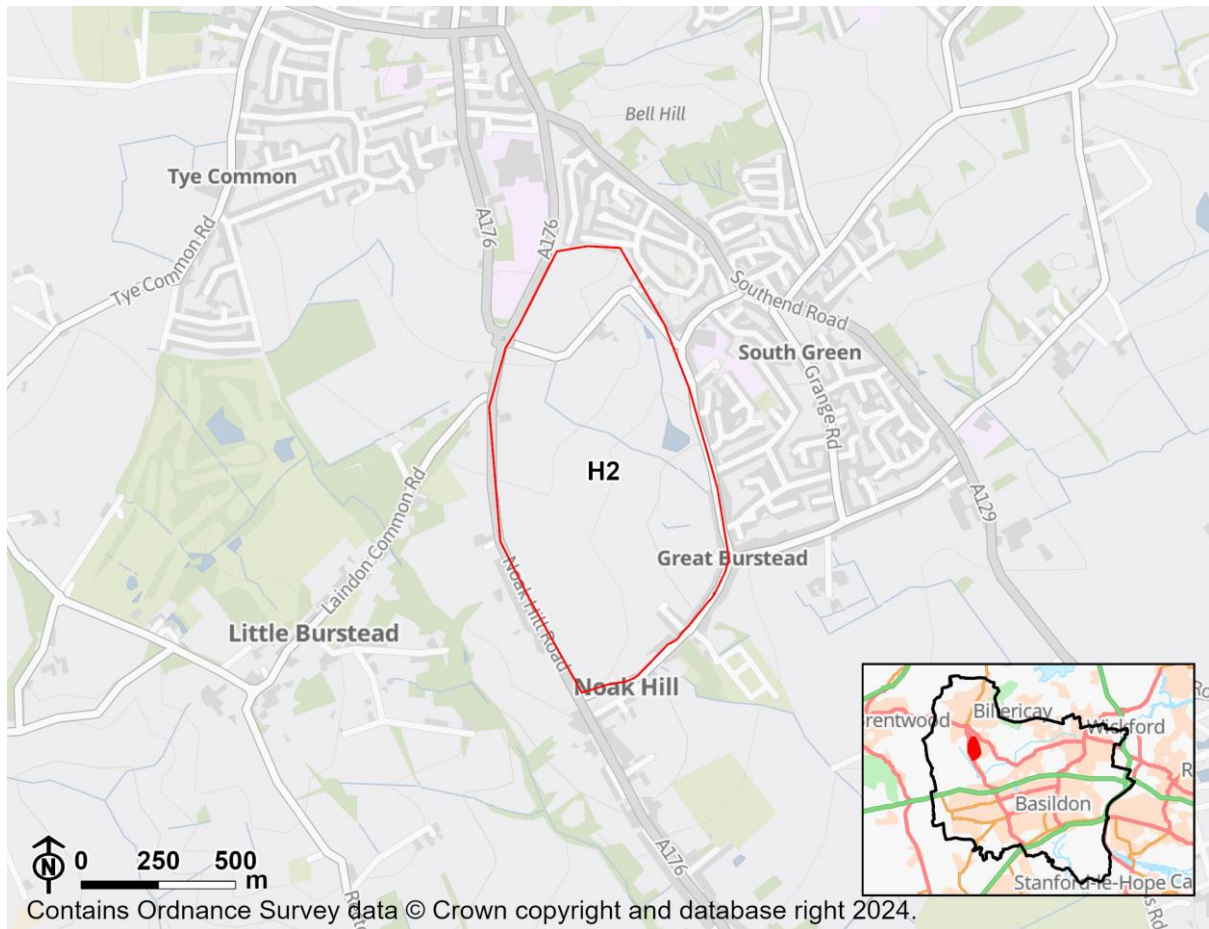 Bell Hill
Tye Common
A176
A176
Tye Common Rd
Southend Road
South Green
Grange Rd
H2
Laindon Common Rd
A129
Great Burstead
Noak Hill Road
Little Burstead
Noak Hill
A176
N
0 250 500
m
Brentwood
Billericay
Wickford
R
Basildon
Stanford-le-Hope
Ca
Contains Ordnance Survey data © Crown copyright and database right 2024.